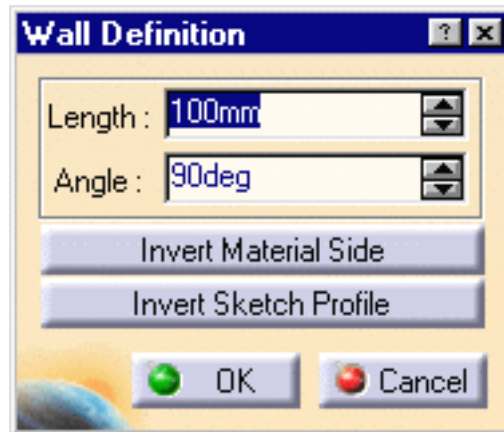 Wall Definition ? x
Length : 100mm
Angle : 90deg
Invert Material Side
Invert Sketch Profile
OK Cancel